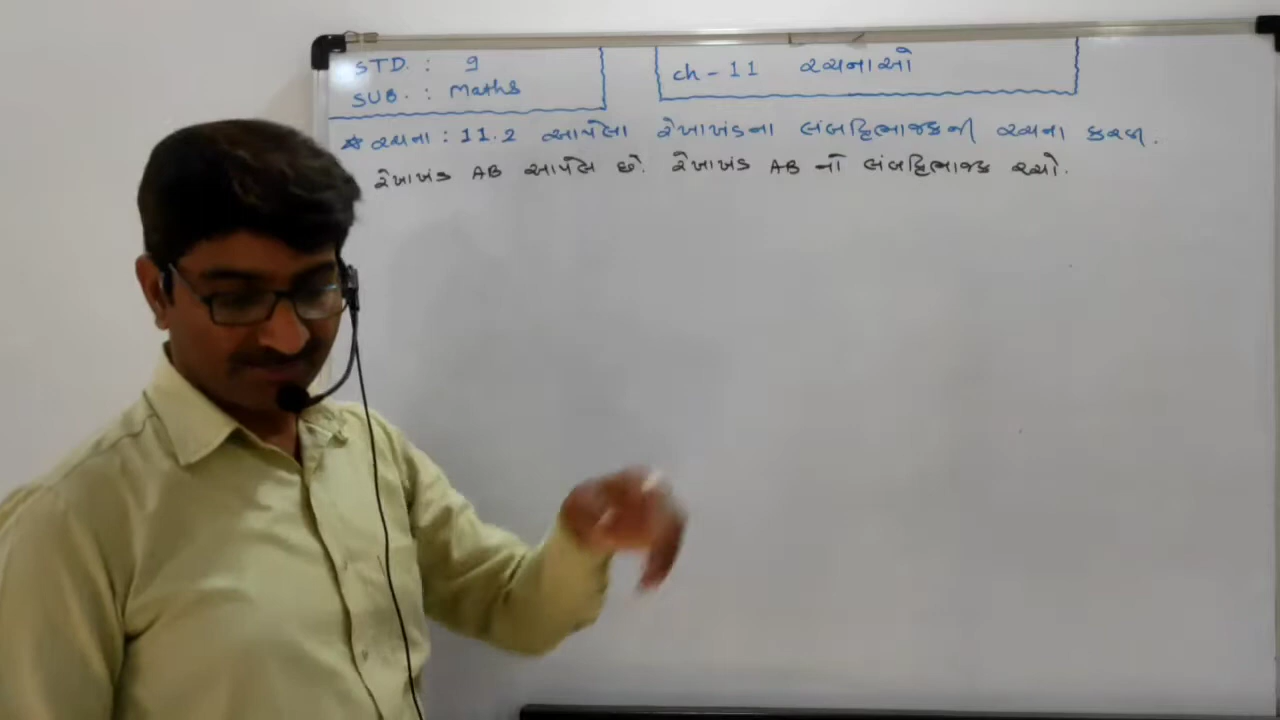 STD. : 9
SUB. : Maths
ch - 11 રચનાઓ
* રચના : 11.2 આપેલા રેખાખંડના લંબદ્વિભાજકની રચના કરવી.
રેખાખંડ AB આપેલ છે. રેખાખંડ AB નો લંબદ્વિભાજક રચો.